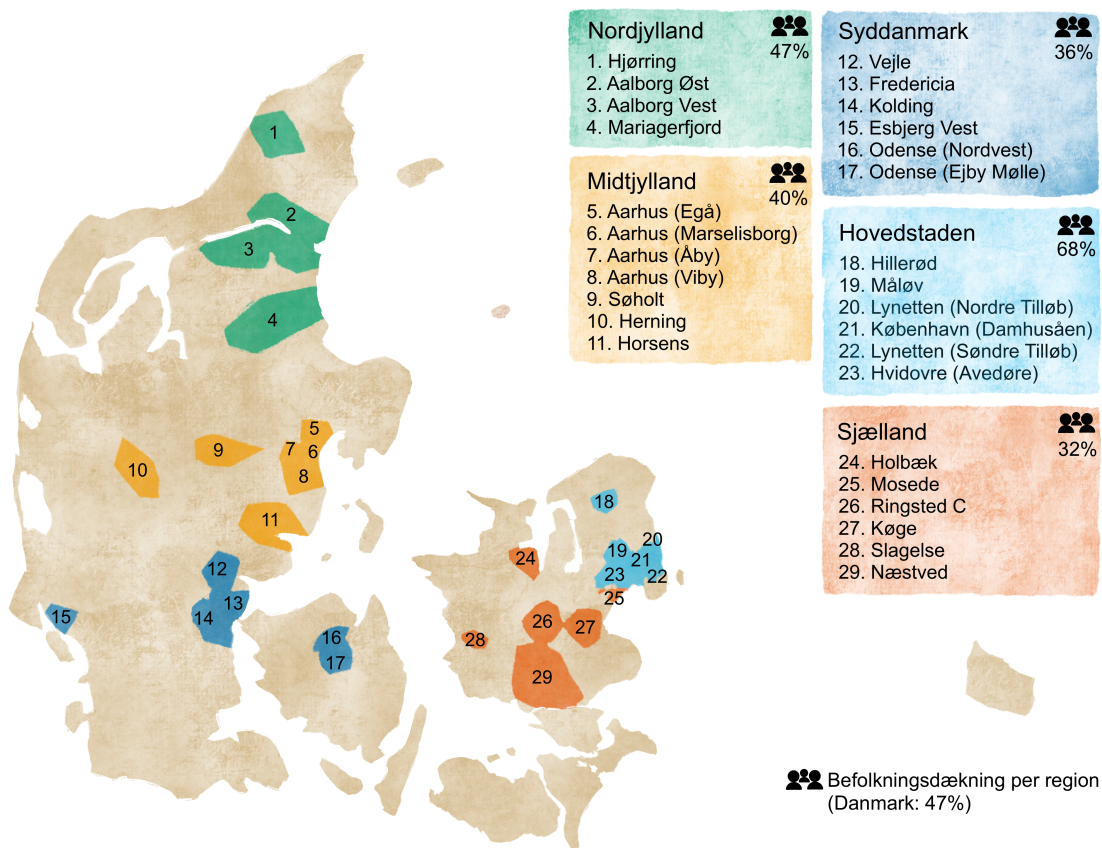 Nordjylland
47%
1. Hjørring
2. Aalborg Øst
3. Aalborg Vest
4. Mariagerfjord
Midtjylland
40%
5. Aarhus (Egå)
6. Aarhus (Marselisborg)
7. Aarhus (Åby)
8. Aarhus (Viby)
9. Søholt
10. Herning
11. Horsens
Syddanmark
36%
12. Vejle
13. Fredericia
14. Kolding
15. Esbjerg Vest
16. Odense (Nordvest)
17. Odense (Ejby Mølle)
Hovedstaden
68%
18. Hillerød
19. Måløv
20. Lynetten (Nordre Tilløb)
21. København (Damhusåen)
22. Lynetten (Søndre Tilløb)
23. Hvidovre (Avedøre)
Sjælland
32%
24. Holbæk
25. Mosede
26. Ringsted C
27. Køge
28. Slagelse
29. Næstved
1
2
3
4
5
6
7
8
9
10
11
12
13
14
15
16
17
18
19
20
21
22
23
24
25
26
27
28
29
Befolkningsdækning per region
(Danmark: 47%)